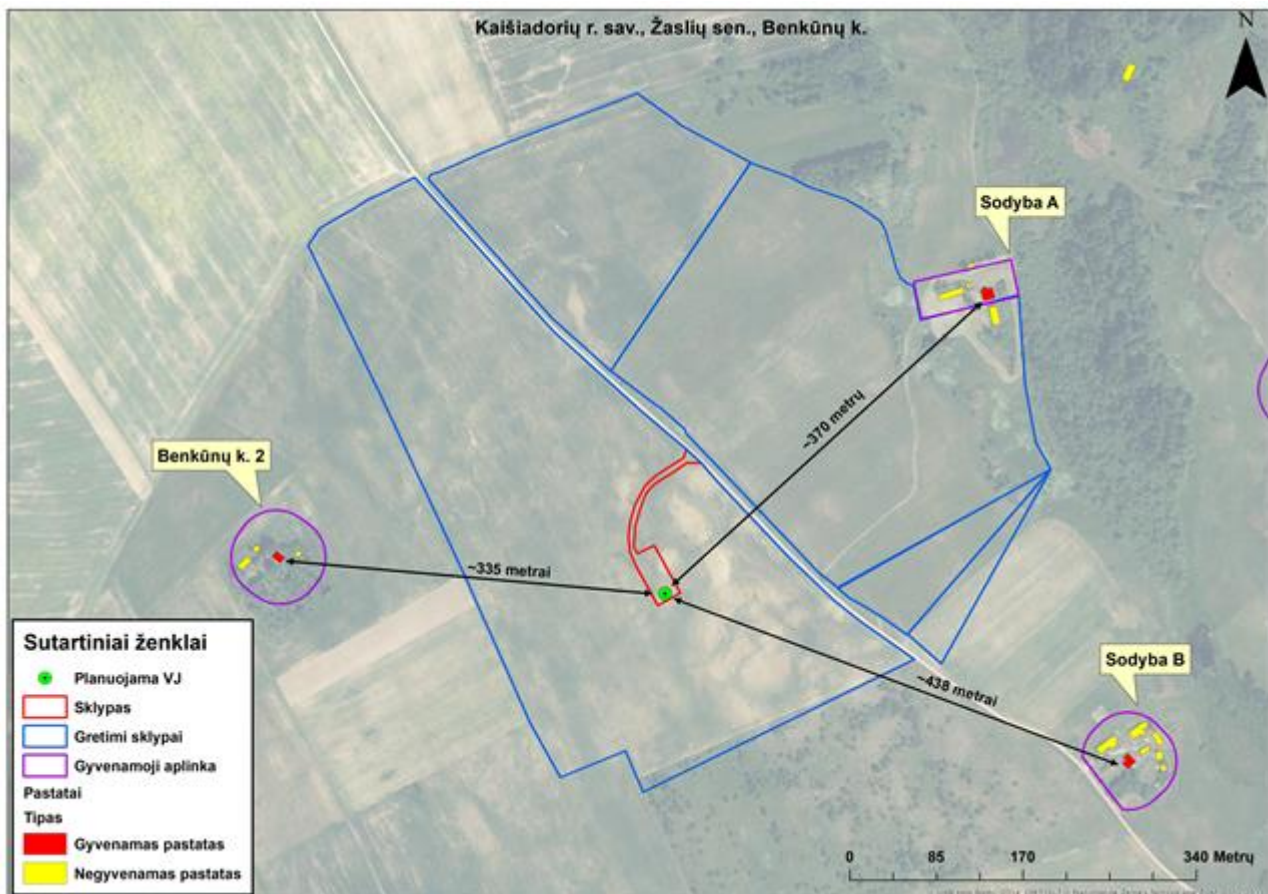 Kaišiadorių r. sav., Žaslių sen., Benkūnų k.
N
Sodyba A
~370 metrų
Benkūnų k. 2
~335 metrai
Sodyba B
~438 metrai
Sutartiniai ženklai
Planuojama VJ
Sklypas
Gretimi sklypai
Gyvenamoji aplinka
Pastatai
Tipas
Gyvenamas pastatas
Negyvenamas pastatas
0 85 170 340 Metrų